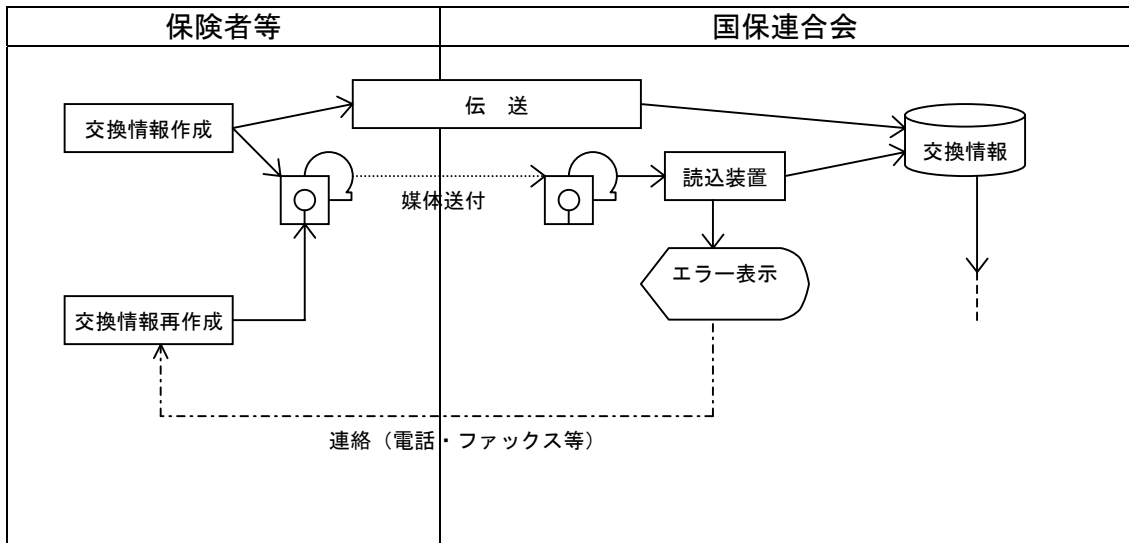 保険者等
国保連合会
伝 送
交換情報作成
交換情報
読込装置
媒体送付
エラー表示
交換情報再作成
連絡（電話・ファックス等）